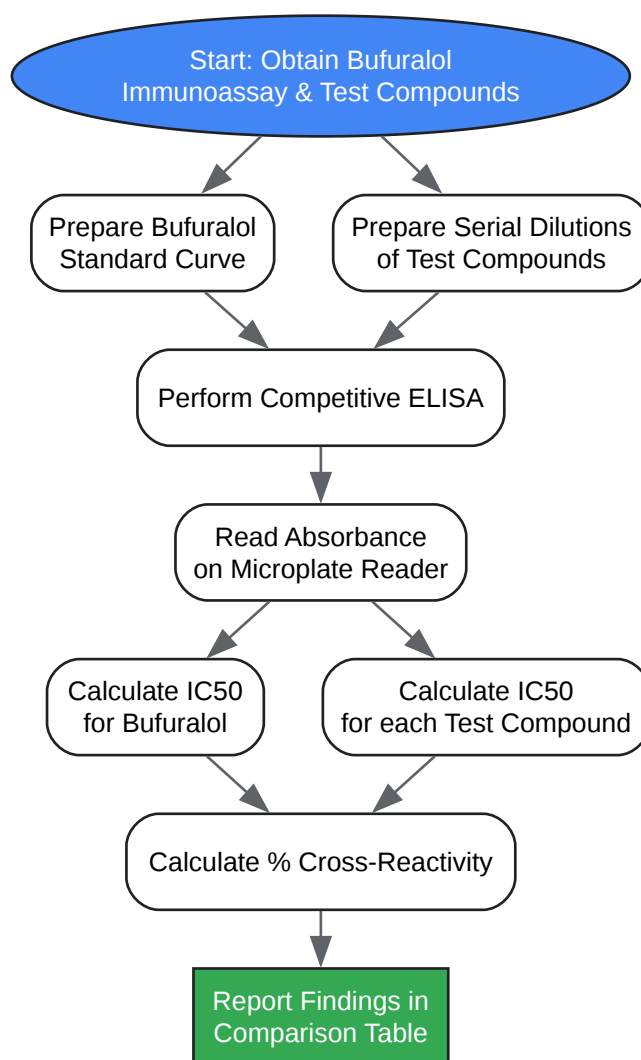 Start: Obtain Bufuralol
Immunoassay & Test Compounds
Prepare Bufuralol
Standard Curve
Prepare Serial Dilutions
of Test Compounds
Perform Competitive ELISA
Read Absorbance
on Microplate Reader
Calculate IC50
for Bufuralol
Calculate IC50
for each Test Compound
Calculate % Cross-Reactivity
Report Findings in
Comparison Table